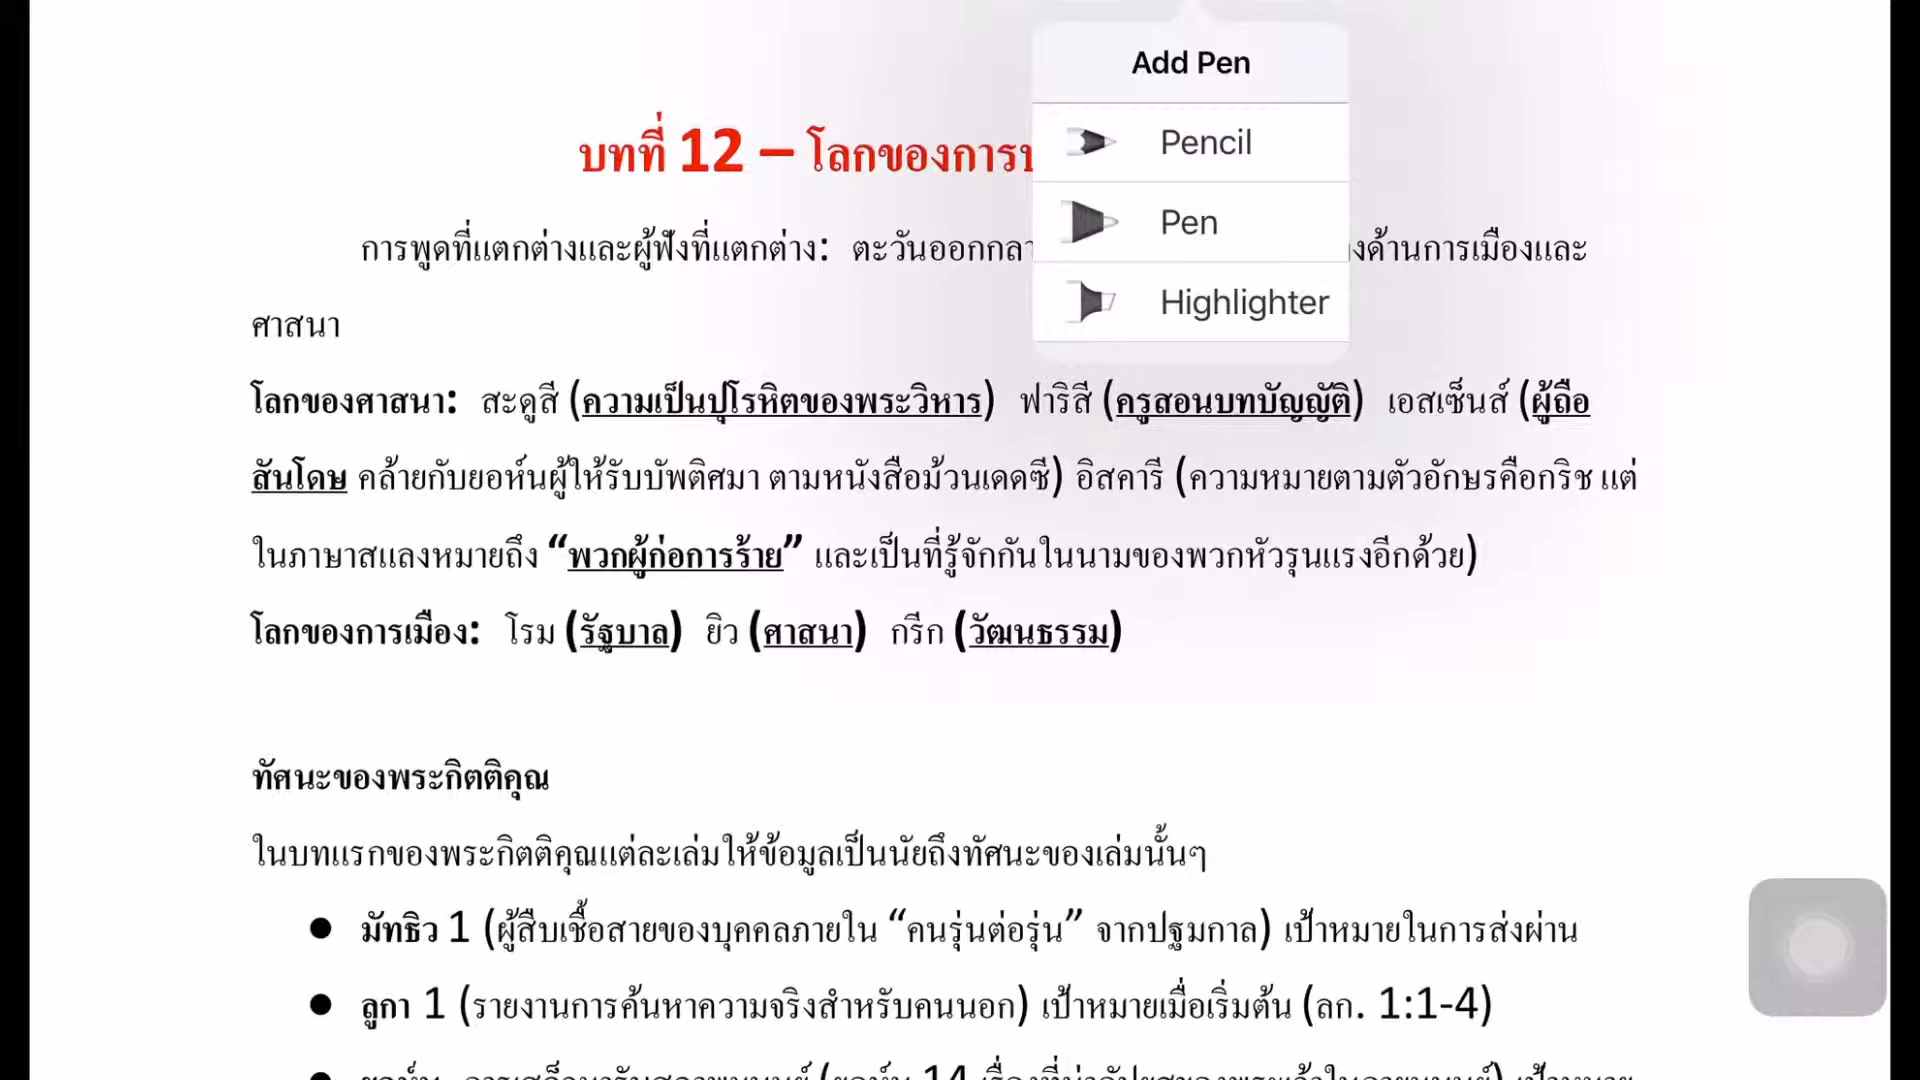 Add Pen
Pencil
Pen
Highlighter
บทที่ 12 – โลกของการ
การพูดที่แตกต่างและผู้ฟังที่แตกต่าง: ตะวันออกกลา งด้านการเมืองและ
ศาสนา
โลกของศาสนา: สะดูสี (ความเป็นปุโรหิตของพระวิหาร) ฟาริสี (ครูสอนบทบัญญัติ) เอสเซ็นส์ (ผู้ถือ
สันโดษ คล้ายกับยอห์นผู้ให้รับบัพติศมา ตามหนังสือม้วนเดดซี) อิสคารี (ความหมายตามตัวอักษรคือกริช แต่
ในภาษาสแลงหมายถึง “พวกผู้ก่อการร้าย” และเป็นที่รู้จักกันในนามของพวกหัวรุนแรงอีกด้วย)
โลกของการเมือง: โรม (รัฐบาล) ยิว (ศาสนา) กรีก (วัฒนธรรม)
ทัศนะของพระกิตติคุณ
ในบทแรกของพระกิตติคุณแต่ละเล่มให้ข้อมูลเป็นนัยถึงทัศนะของเล่มนั้นๆ
● มัทธิว 1 (ผู้สืบเชื้อสายของบุคคลภายใน “คนรุ่นต่อรุ่น” จากปฐมกาล) เป้าหมายในการส่งผ่าน
● ลูกา 1 (รายงานการค้นหาความจริงสำหรับคนนอก) เป้าหมายเมื่อเริ่มต้น (ลก. 1:1-4)